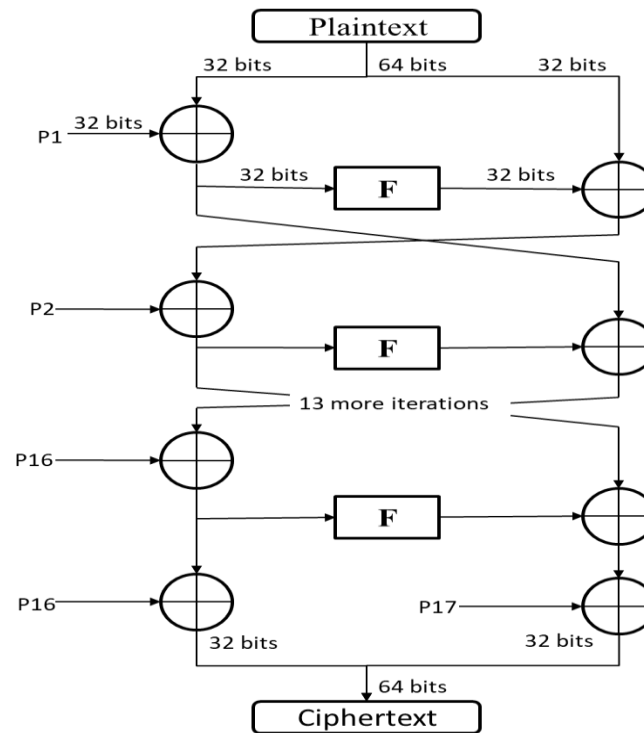 Plaintext
32 bits 64 bits 32 bits
P1 32 bits
32 bits F 32 bits
P2
F
13 more iterations
P16
F
P16 P17
32 bits 32 bits
64 bits
Ciphertext